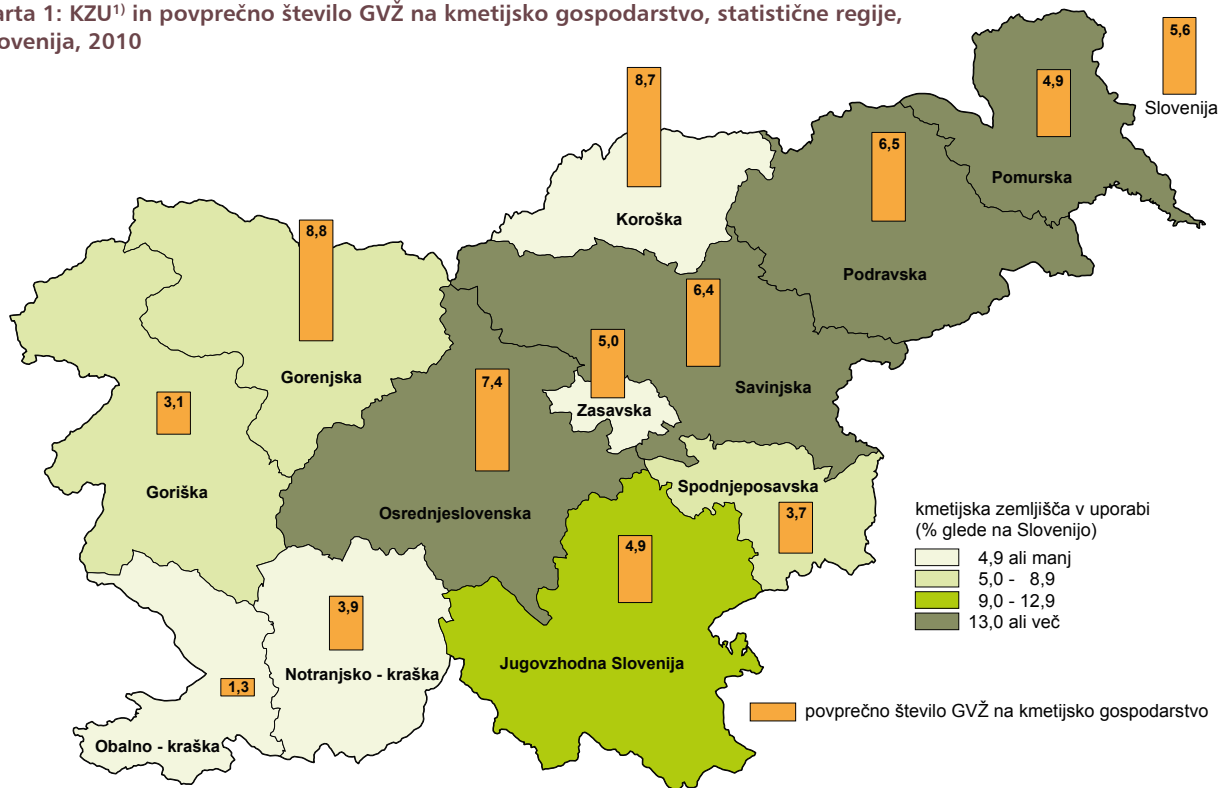 arta 1: KZU¹⁾ in povprečno število GVŽ na kmetijsko gospodarstvo, statistične regije,
ovenija, 2010
5,6
Slovenija
4,9
Pomurska
8,7
Koroška
6,5
Podravska
8,8
Gorenjska
6,4
Savinjska
5,0
Zasavska
7,4
Osrednjeslovenska
3,1
Goriška
Spodnjeposavska
3,7
4,9
Jugovzhodna Slovenija
3,9
Notranjsko - kraška
1,3
Obalno - kraška
kmetijska zemljišča v uporabi
(% glede na Slovenijo)
4,9 ali manj
5,0 - 8,9
9,0 - 12,9
13,0 ali več
povprečno število GVŽ na kmetijsko gospodarstvo